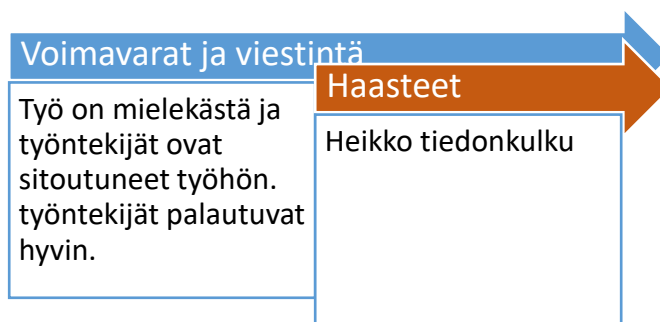 Voimavarat ja viestintä
Haasteet
Työ on mielekästä ja
työntekijät ovat
sitoutuneet työhön.
työntekijät palautuvat
hyvin.
Heikko tiedonkulku